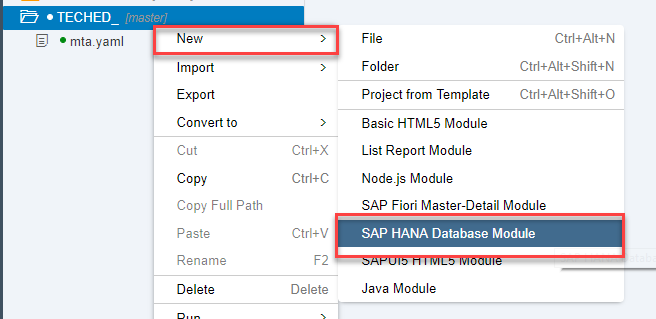 TECHED_ [master]
mta.yaml
New
Import
Export
Convert to
Cut Ctrl+X
Copy Ctrl+C
Copy Full Path
Paste Ctrl+V
Rename F2
Delete Delete
Run
File Ctrl+Alt+N
Folder Ctrl+Alt+Shift+N
Project from Template Ctrl+Alt+Shift+O
Basic HTML5 Module
List Report Module
Node.js Module
SAP Fiori Master-Detail Module
SAP HANA Database Module
SAPUI5 HTML5 Module
Java Module